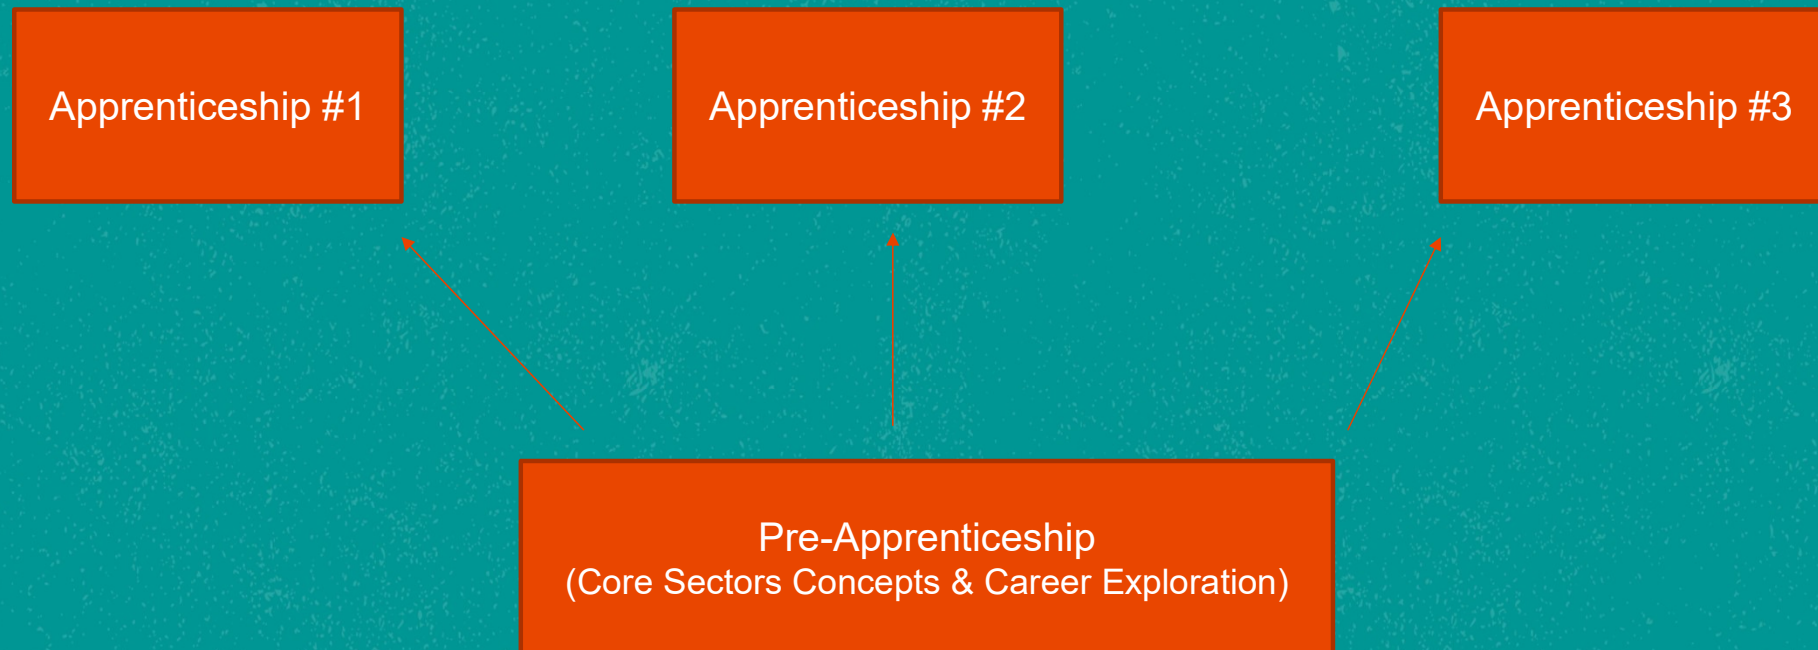 Apprenticeship #1
Apprenticeship #2
Apprenticeship #3
Pre-Apprenticeship
(Core Sectors Concepts & Career Exploration)